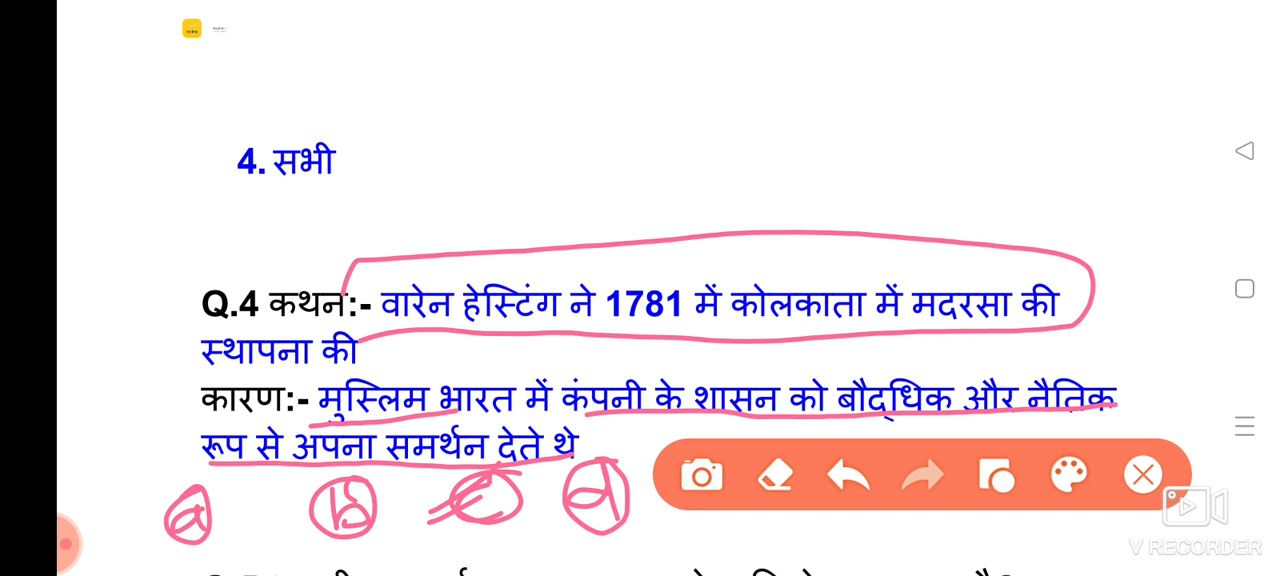 4. सभी
Q.4 कथन:- वारेन हेस्टिंग ने 1781 में कोलकाता में मदरसा की
स्थापना की
कारण:- मुस्लिम भारत में कंपनी के शासन को बौद्धिक और नैतिक
रूप से अपना समर्थन देते थे
a b c d
V RECORDER